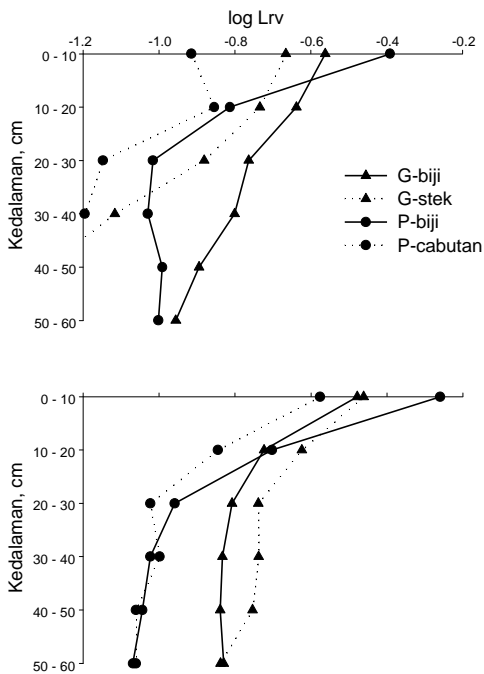 log Lrv
-1.2 -1.0 -0.8 -0.6 -0.4 -0.2
Kedalaman, cm
0 - 10
10 - 20
20 - 30
30 - 40
40 - 50
50 - 60
G-biji
G-stek
P-biji
P-cabutan
Kedalaman, cm
0 - 10
10 - 20
20 - 30
30 - 40
40 - 50
50 - 60